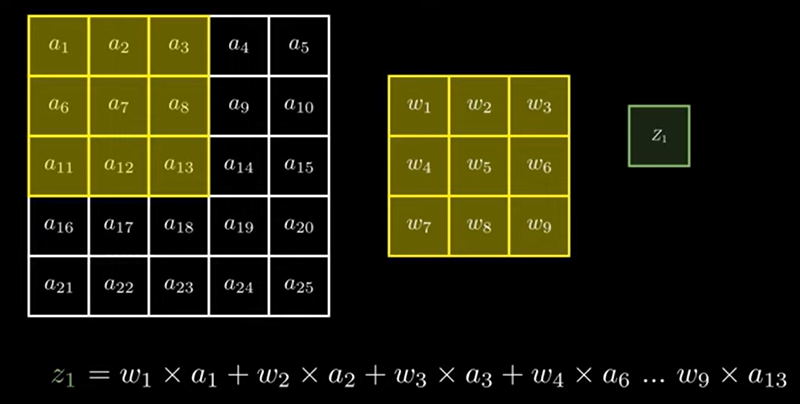 a₁ a₂ a₃ a₄ a₅
a₆ a₇ a₈ a₉ a₁₀
w₁ w₂ w₃
z₁
a₁₁ a₁₂ a₁₃ a₁₄ a₁₅
w₄ w₅ w₆
a₁₆ a₁₇ a₁₈ a₁₉ a₂₀
w₇ w₈ w₉
a₂₁ a₂₂ a₂₃ a₂₄ a₂₅
z₁ = w₁ × a₁ + w₂ × a₂ + w₃ × a₃ + w₄ × a₆ ... w₉ × a₁₃